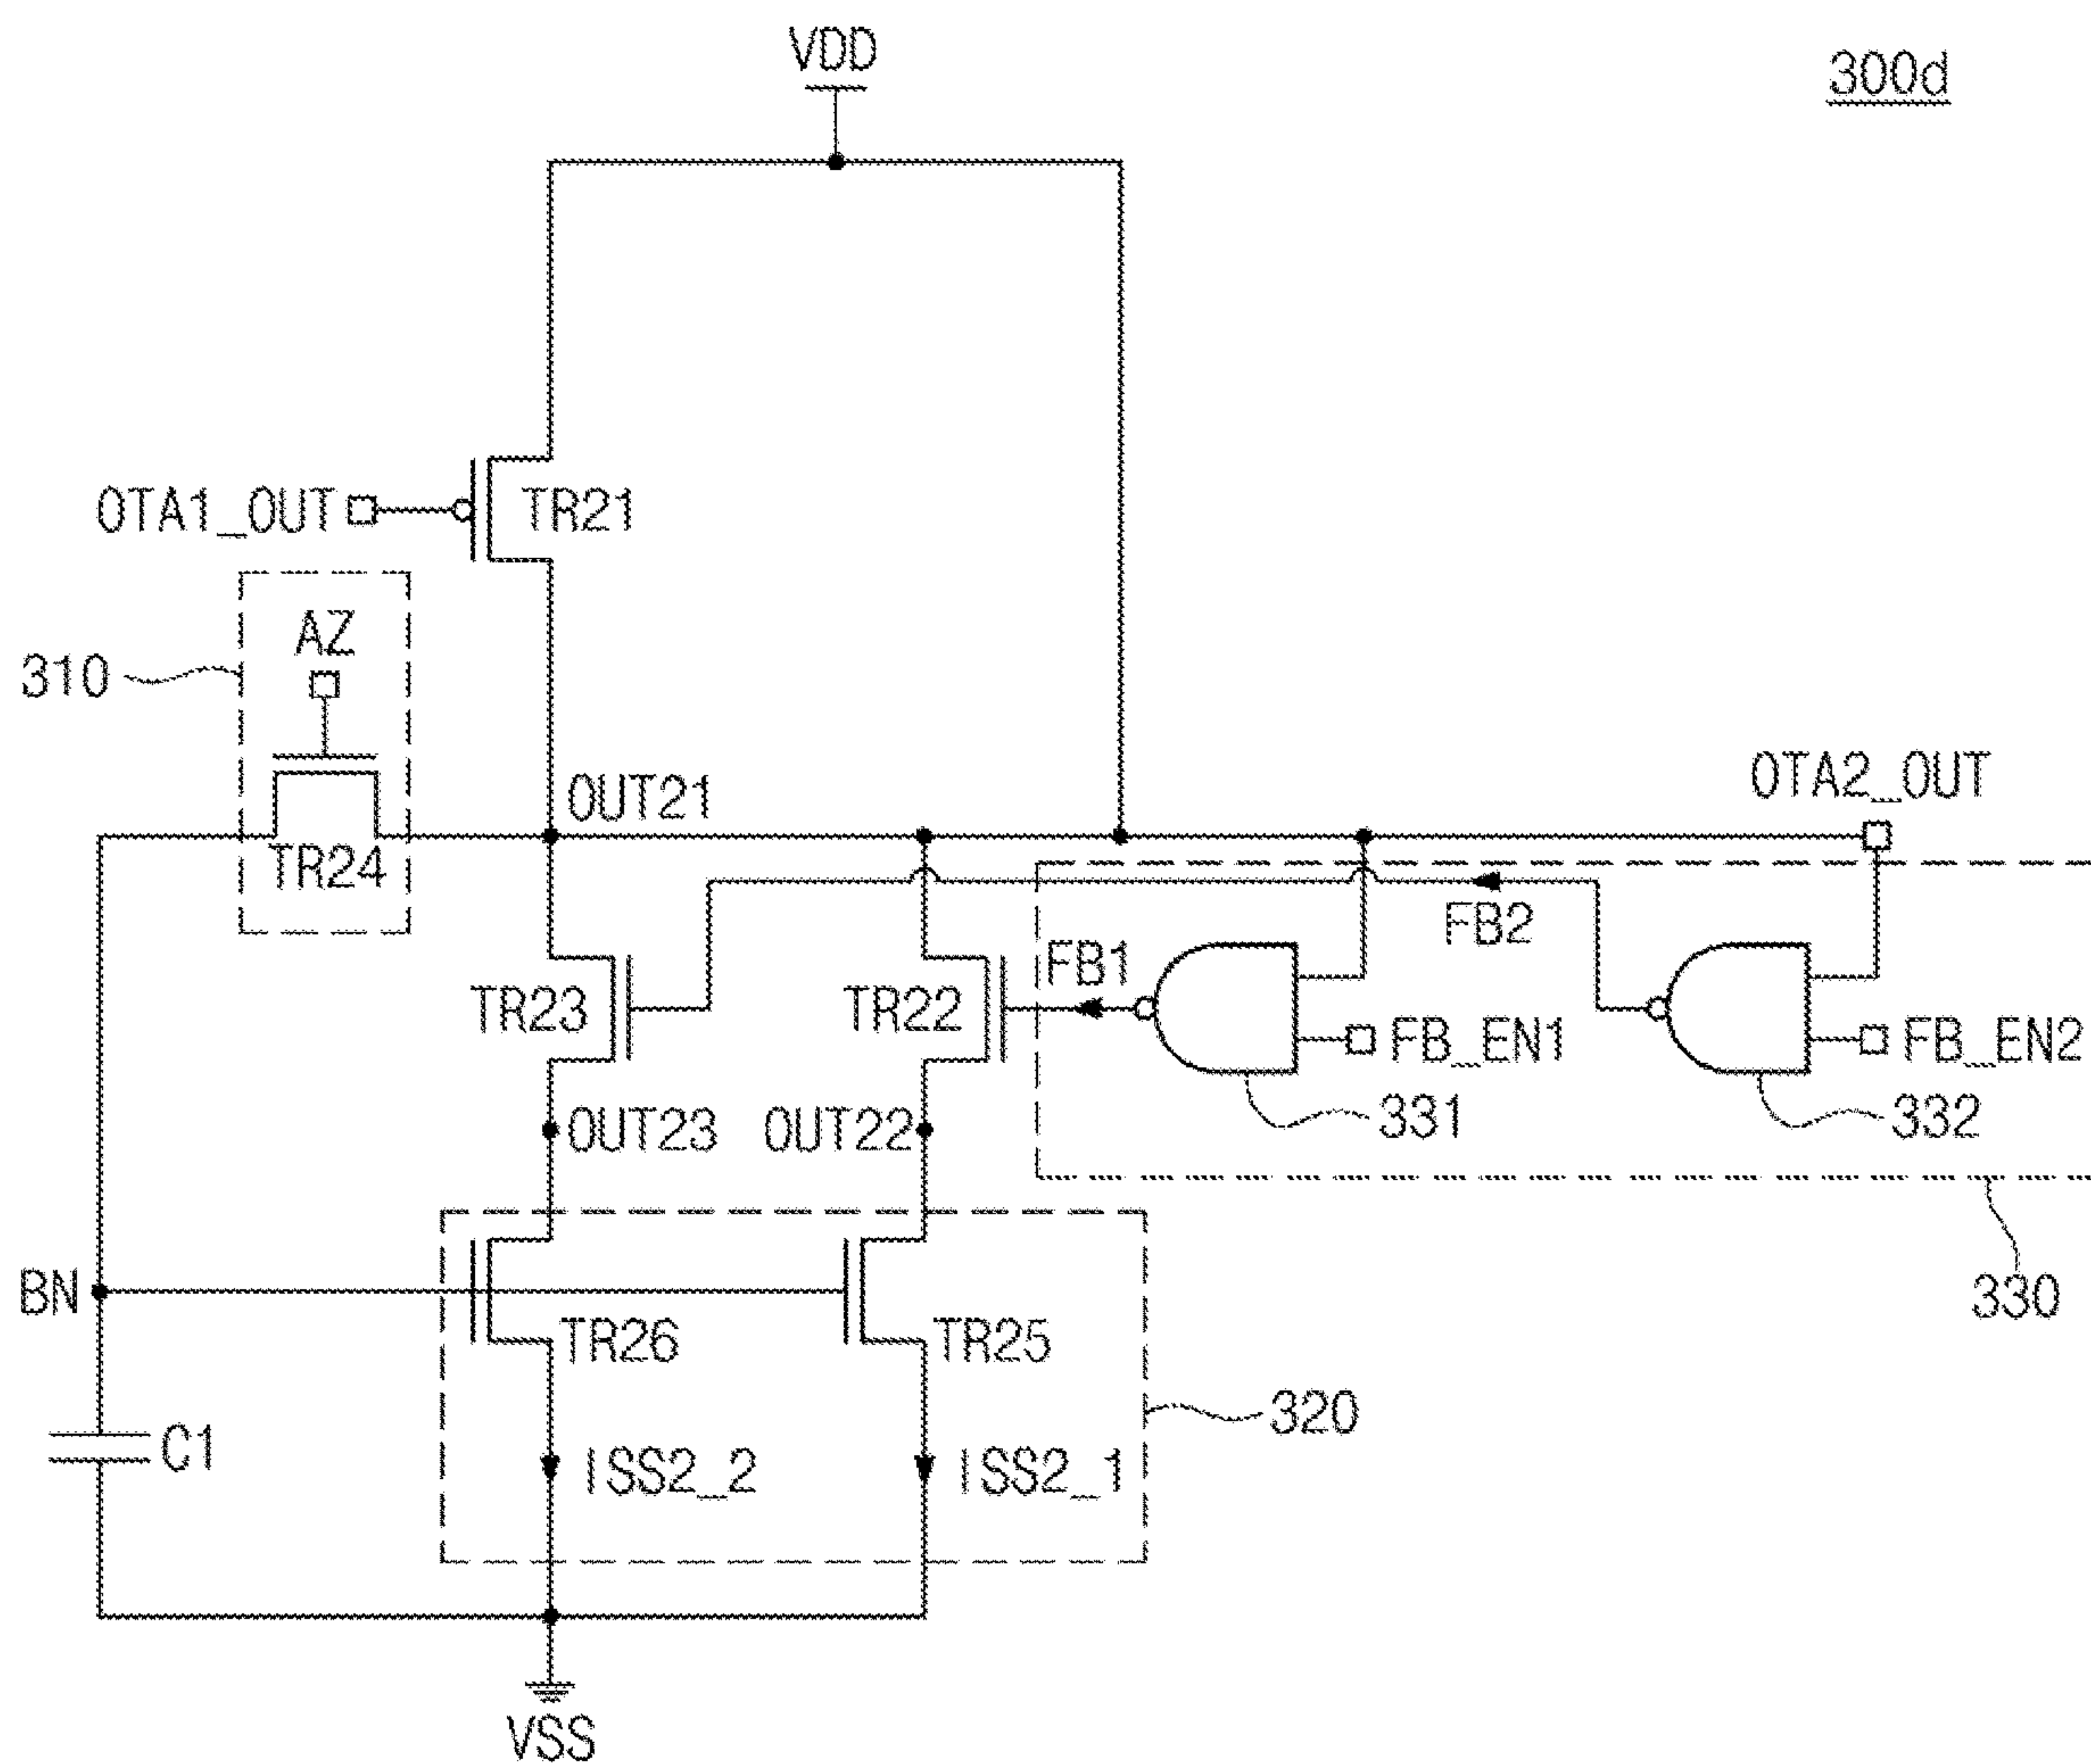 VDD
300d
OTA1_OUT
TR21
AZ
310
OUT21
OTA2_OUT
TR24
FB2
FB1
TR23
TR22
FB_EN1
FB_EN2
331
332
OUT23
OUT22
BN
330
TR26
TR25
320
C1
ISS2_2
ISS2_1
VSS